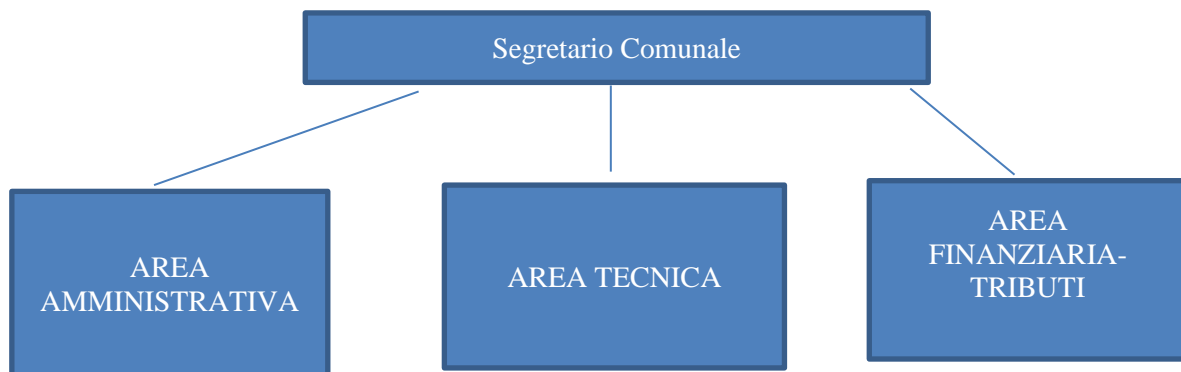 Segretario Comunale
AREA
AMMINISTRATIVA
AREA TECNICA
AREA
FINANZIARIA-
TRIBUTI